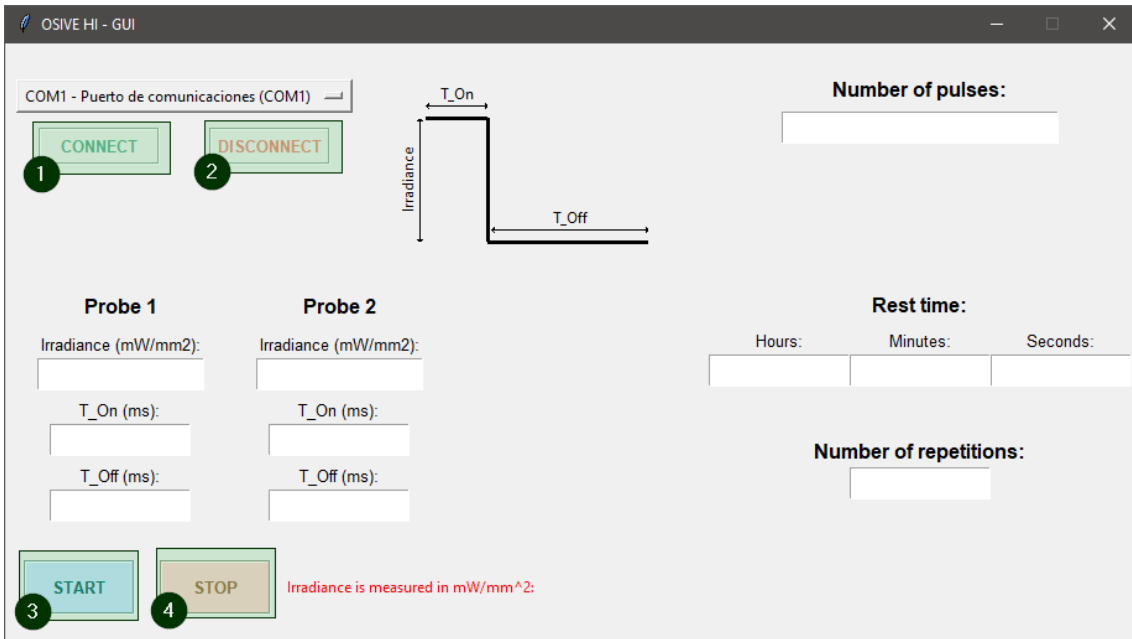 OSIVE HI - GUI
COM1 - Puerto de comunicaciones (COM1)
CONNECT
DISCONNECT
1
2
T_On
Irradiance
T_Off
Number of pulses:
Probe 1
Probe 2
Irradiance (mW/mm2):
Irradiance (mW/mm2):
T_On (ms):
T_On (ms):
T_Off (ms):
T_Off (ms):
Rest time:
Hours:
Minutes:
Seconds:
Number of repetitions:
START
STOP
3
4
Irradiance is measured in mW/mm^2: